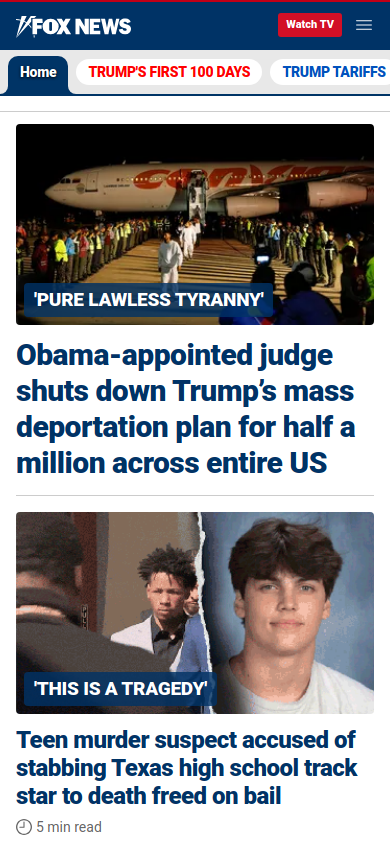 FOX NEWS
Watch TV
Home
TRUMP'S FIRST 100 DAYS
TRUMP TARIFFS
conviasa
'PURE LAWLESS TYRANNY'
Obama-appointed judge
shuts down Trump's mass
deportation plan for half a
million across entire US
'THIS IS A TRAGEDY'
Teen murder suspect accused of
stabbing Texas high school track
star to death freed on bail
5 min read